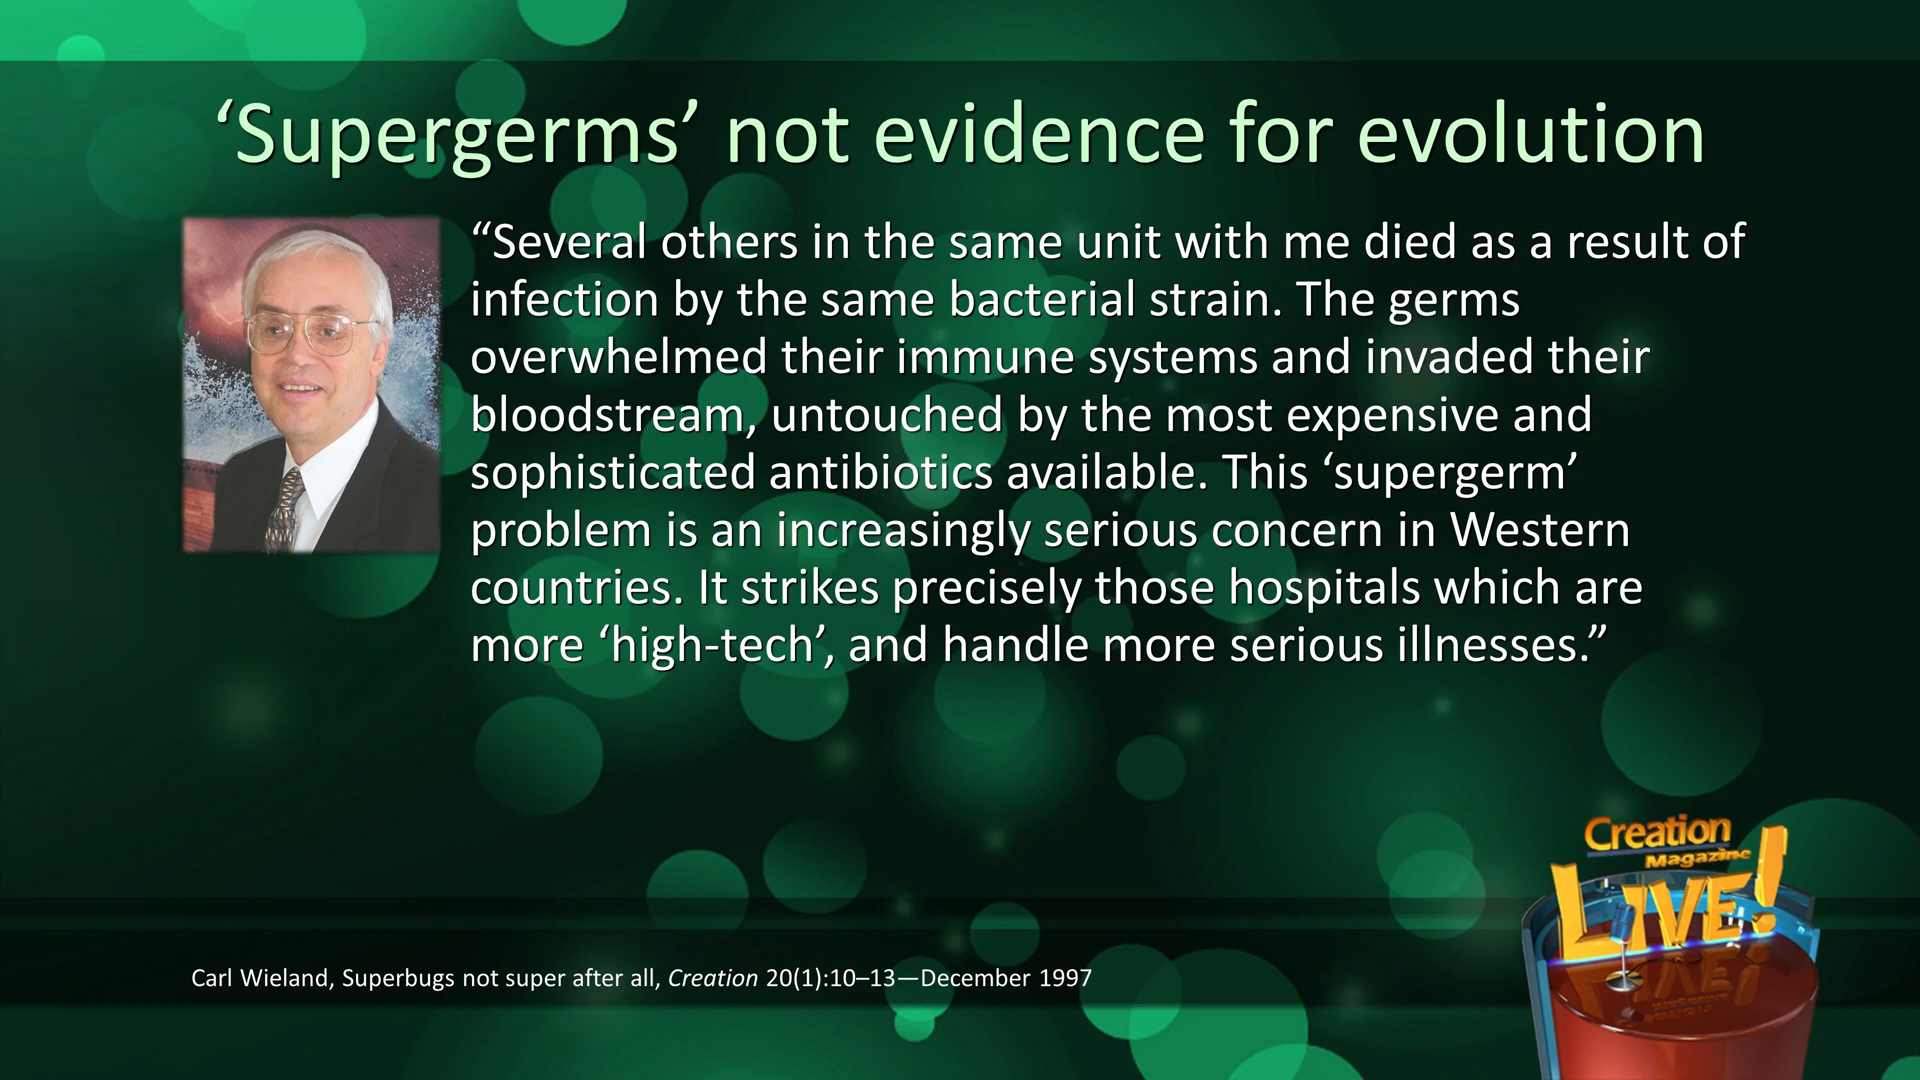 ‘Supergerms’ not evidence for evolution
“Several others in the same unit with me died as a result of
infection by the same bacterial strain. The germs
overwhelmed their immune systems and invaded their
bloodstream, untouched by the most expensive and
sophisticated antibiotics available. This ‘supergerm’
problem is an increasingly serious concern in Western
countries. It strikes precisely those hospitals which are
more ‘high-tech’, and handle more serious illnesses.”
Creation
Magazine
LIVE!
Carl Wieland, Superbugs not super after all, Creation 20(1):10–13—December 1997